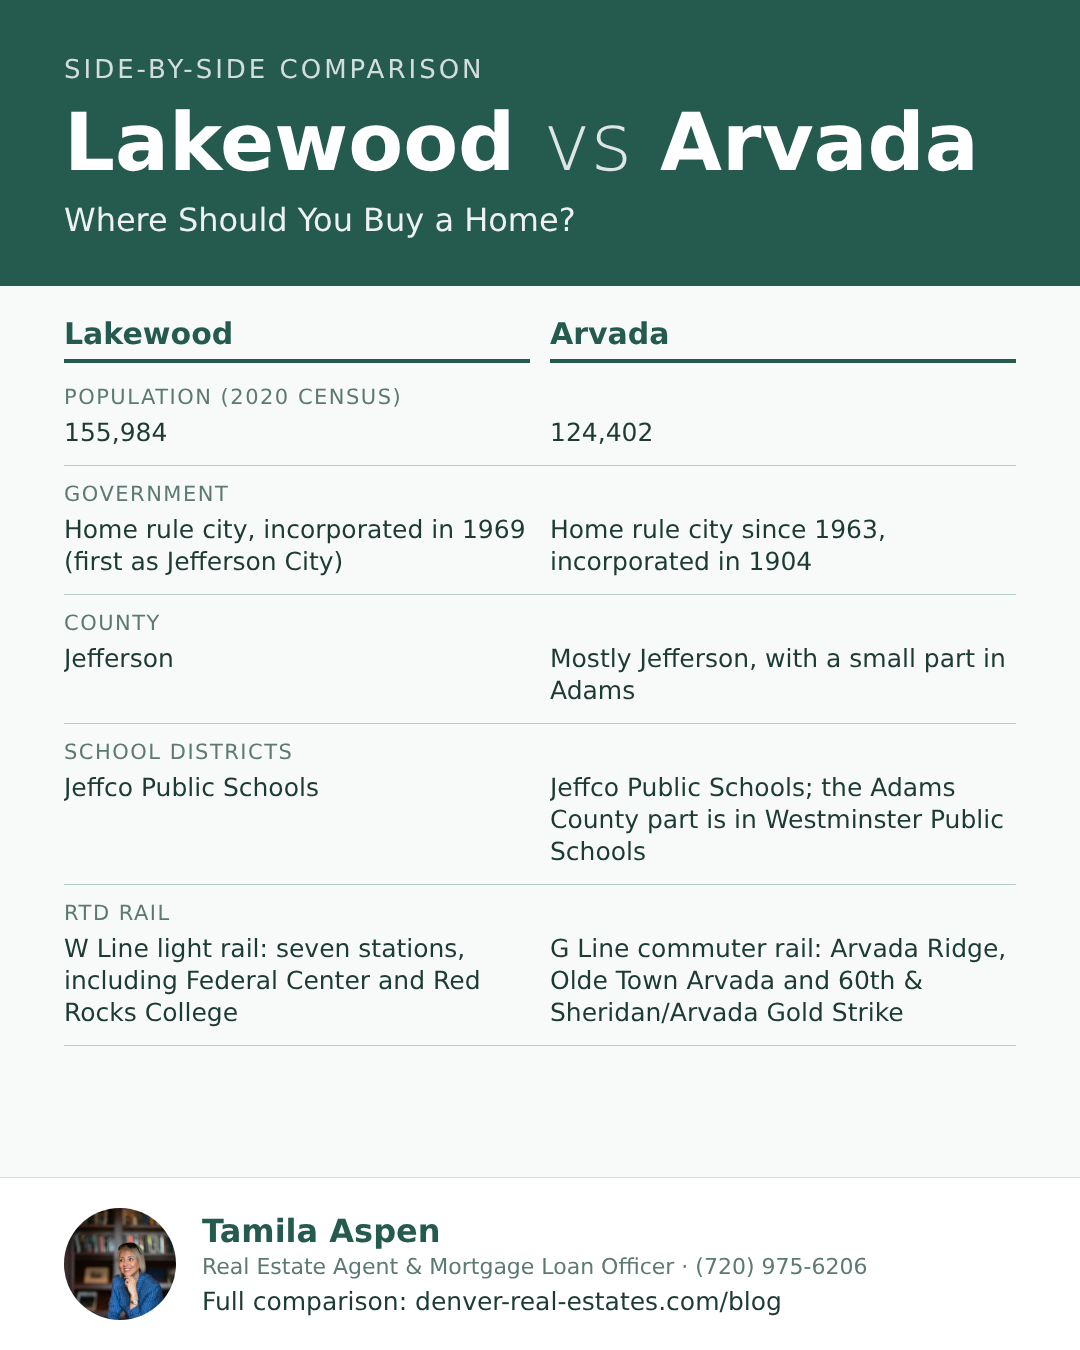 SIDE-BY-SIDE COMPARISON
Lakewood VS Arvada
Where Should You Buy a Home?
Lakewood
Arvada
POPULATION (2020 CENSUS)
155,984
124,402
GOVERNMENT
Home rule city, incorporated in 1969
(first as Jefferson City)
Home rule city since 1963,
incorporated in 1904
COUNTY
Jefferson
Mostly Jefferson, with a small part in
Adams
SCHOOL DISTRICTS
Jeffco Public Schools
Jeffco Public Schools; the Adams
County part is in Westminster Public
Schools
RTD RAIL
W Line light rail: seven stations,
including Federal Center and Red
Rocks College
G Line commuter rail: Arvada Ridge,
Olde Town Arvada and 60th &
Sheridan/Arvada Gold Strike
Tamila Aspen
Real Estate Agent & Mortgage Loan Officer · (720) 975-6206
Full comparison: denver-real-estates.com/blog